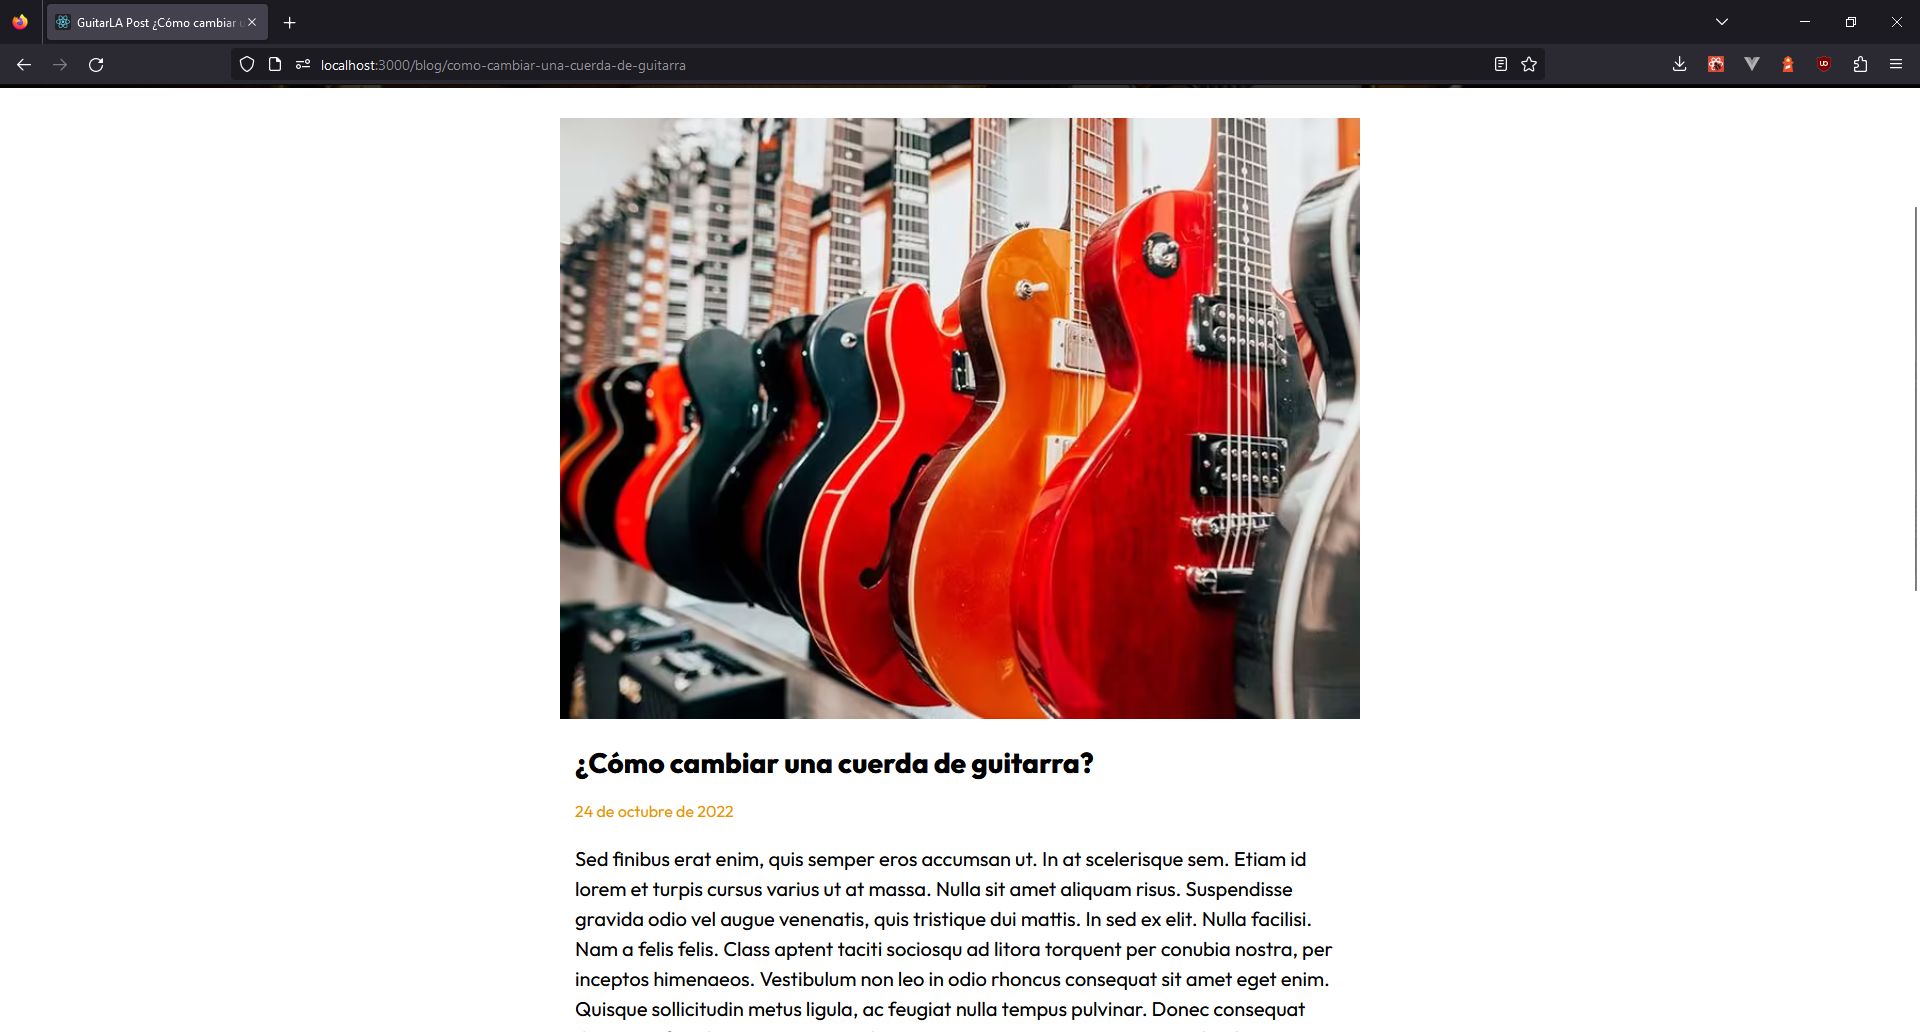 GuitarLA Post ¿Cómo cambiar u
localhost:3000/blog/como-cambiar-una-cuerda-de-guitarra
¿Cómo cambiar una cuerda de guitarra?
24 de octubre de 2022
Sed finibus erat enim, quis semper eros accumsan ut. In at scelerisque sem. Etiam id
lorem et turpis cursus varius ut at massa. Nulla sit amet aliquam risus. Suspendisse
gravida odio vel augue venenatis, quis tristique dui mattis. In sed ex elit. Nulla facilisi.
Nam a felis felis. Class aptent taciti sociosqu ad litora torquent per conubia nostra, per
inceptos himenaeos. Vestibulum non leo in odio rhoncus consequat sit amet eget enim.
Quisque sollicitudin metus ligula, ac feugiat nulla tempus pulvinar. Donec consequat